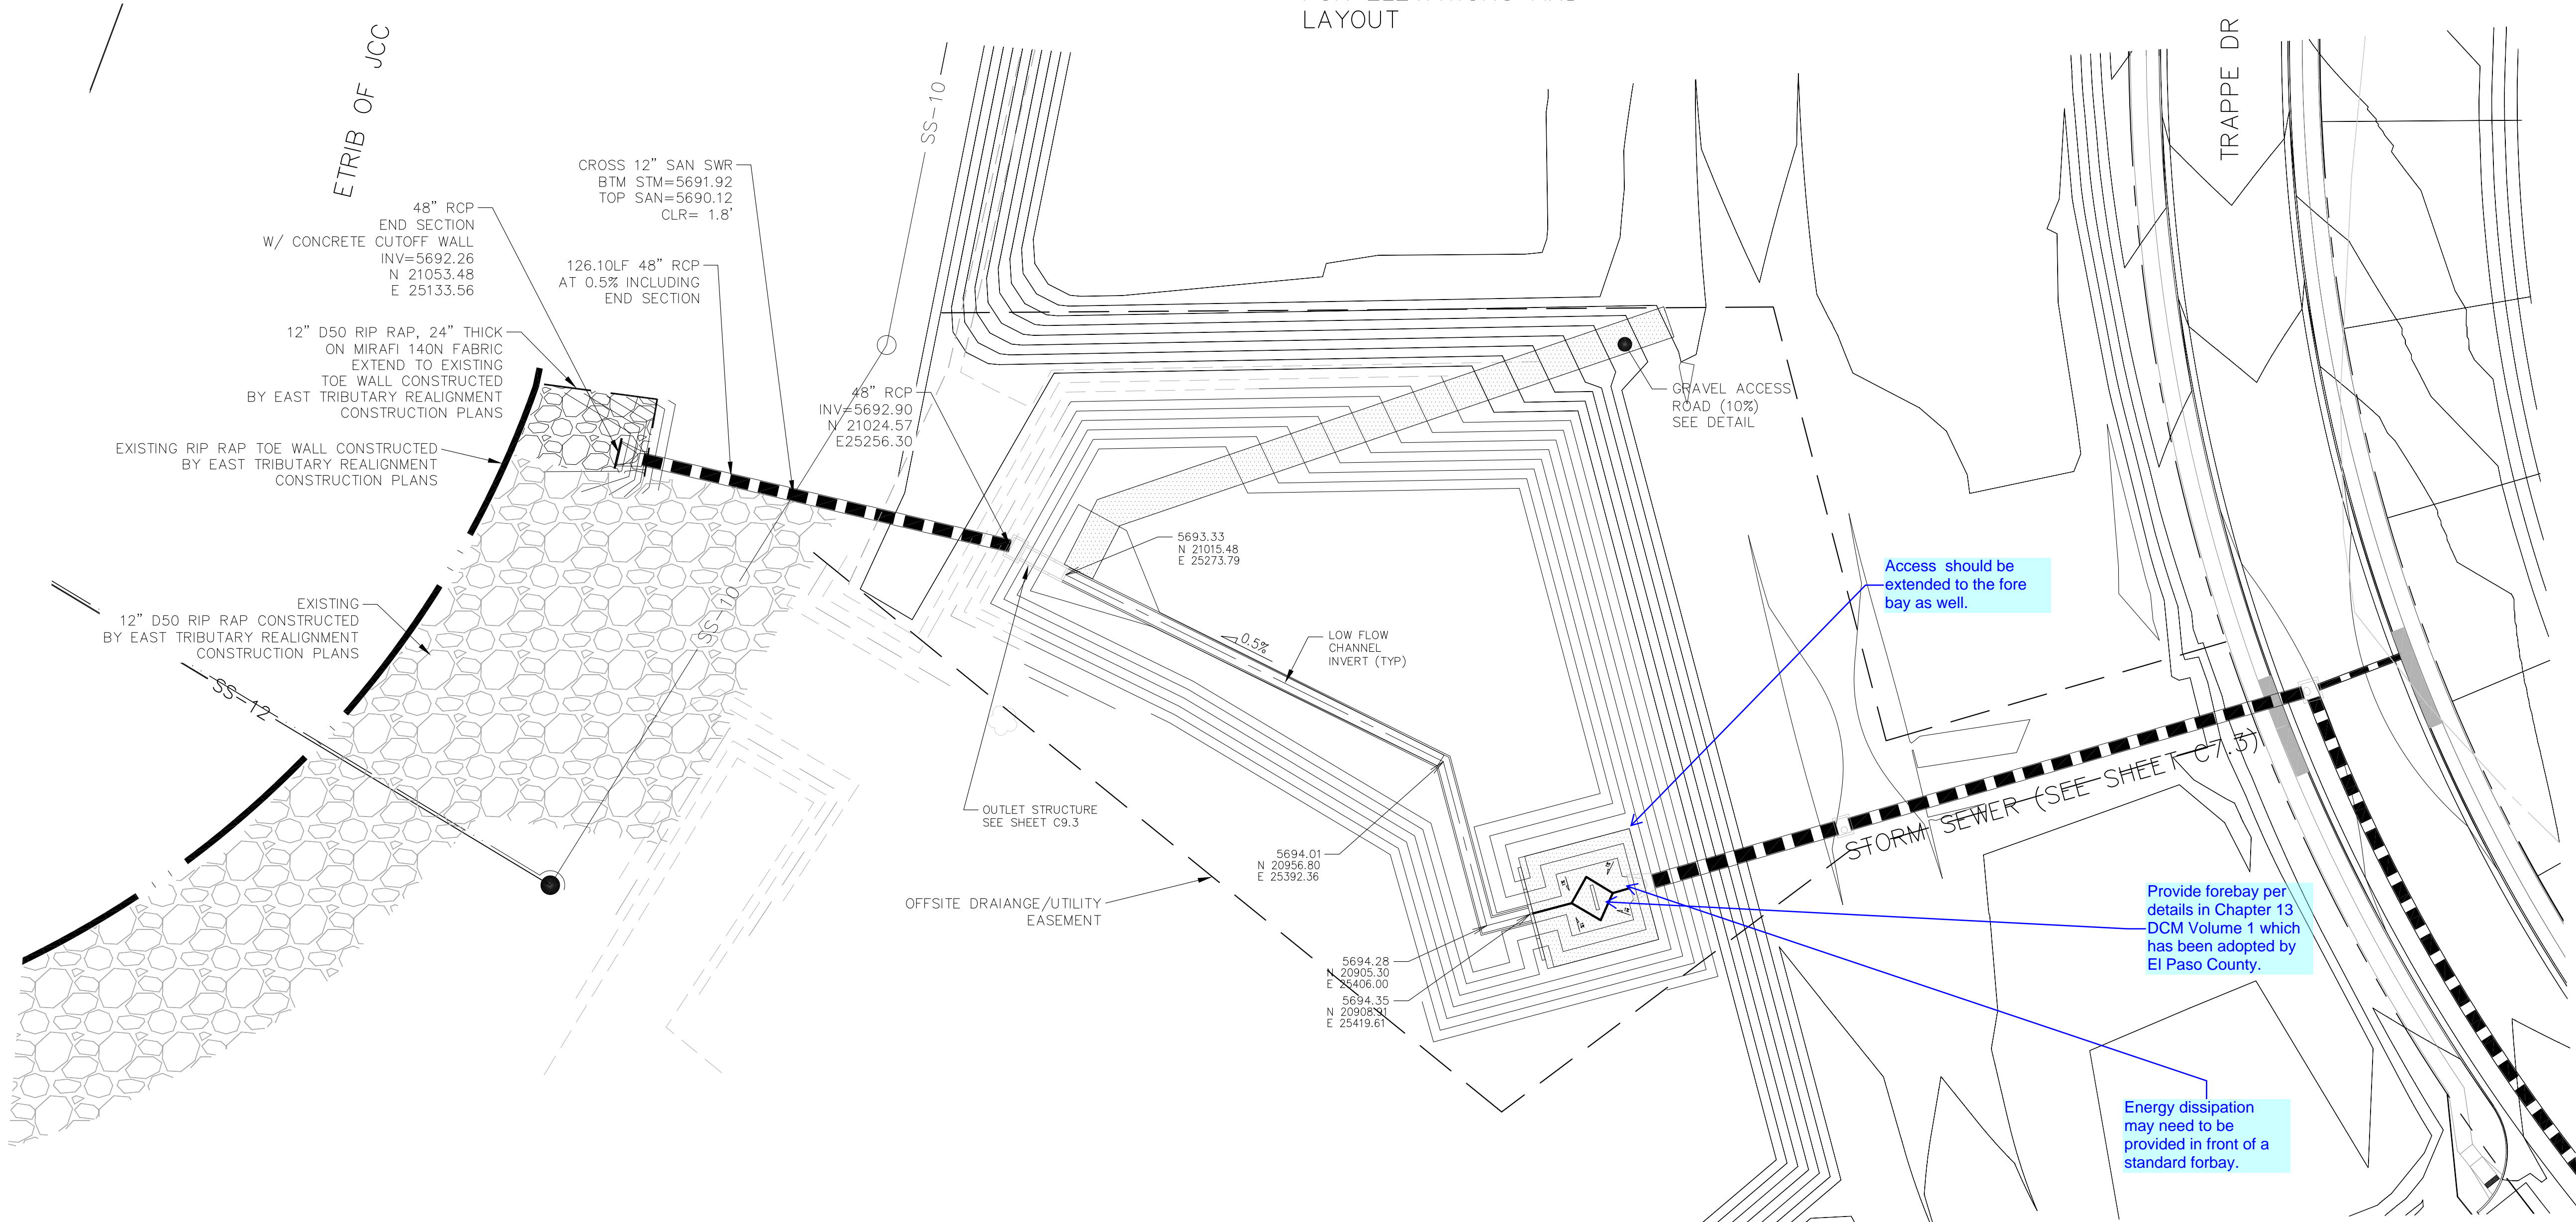 LAYOUT
ETRIB OF JCC
TRAPPE DR
SS-10
CROSS 12" SAN SWR
BTM STM=5691.92
TOP SAN=5690.12
CLR= 1.8'
48" RCP
END SECTION
W/ CONCRETE CUTOFF WALL
INV=5692.26
N 21053.48
E 25133.56
126.10LF 48" RCP
AT 0.5% INCLUDING
END SECTION
12" D50 RIP RAP, 24" THICK
ON MIRAFI 140N FABRIC
EXTEND TO EXISTING
TOE WALL CONSTRUCTED
BY EAST TRIBUTARY REALIGNMENT
CONSTRUCTION PLANS
48" RCP
INV=5692.90
N 21024.57
E25256.30
GRAVEL ACCESS
ROAD (10%)
SEE DETAIL
EXISTING RIP RAP TOE WALL CONSTRUCTED
BY EAST TRIBUTARY REALIGNMENT
CONSTRUCTION PLANS
5693.33
N 21015.48
E 25273.79
Access should be
extended to the fore
bay as well.
EXISTING
12" D50 RIP RAP CONSTRUCTED
BY EAST TRIBUTARY REALIGNMENT
CONSTRUCTION PLANS
SS-10
0.5%
LOW FLOW
CHANNEL
INVERT (TYP)
SS-12
STORM SEWER (SEE SHEET C7.3)
OUTLET STRUCTURE
SEE SHEET C9.3
5694.01
N 20956.80
E 25392.36
OFFSITE DRAIANGE/UTILITY
EASEMENT
Provide forebay per
details in Chapter 13
DCM Volume 1 which
has been adopted by
El Paso County.
5694.28
N 20905.30
E 25406.00
5694.35
N 20908.91
E 25419.61
Energy dissipation
may need to be
provided in front of a
standard forbay.